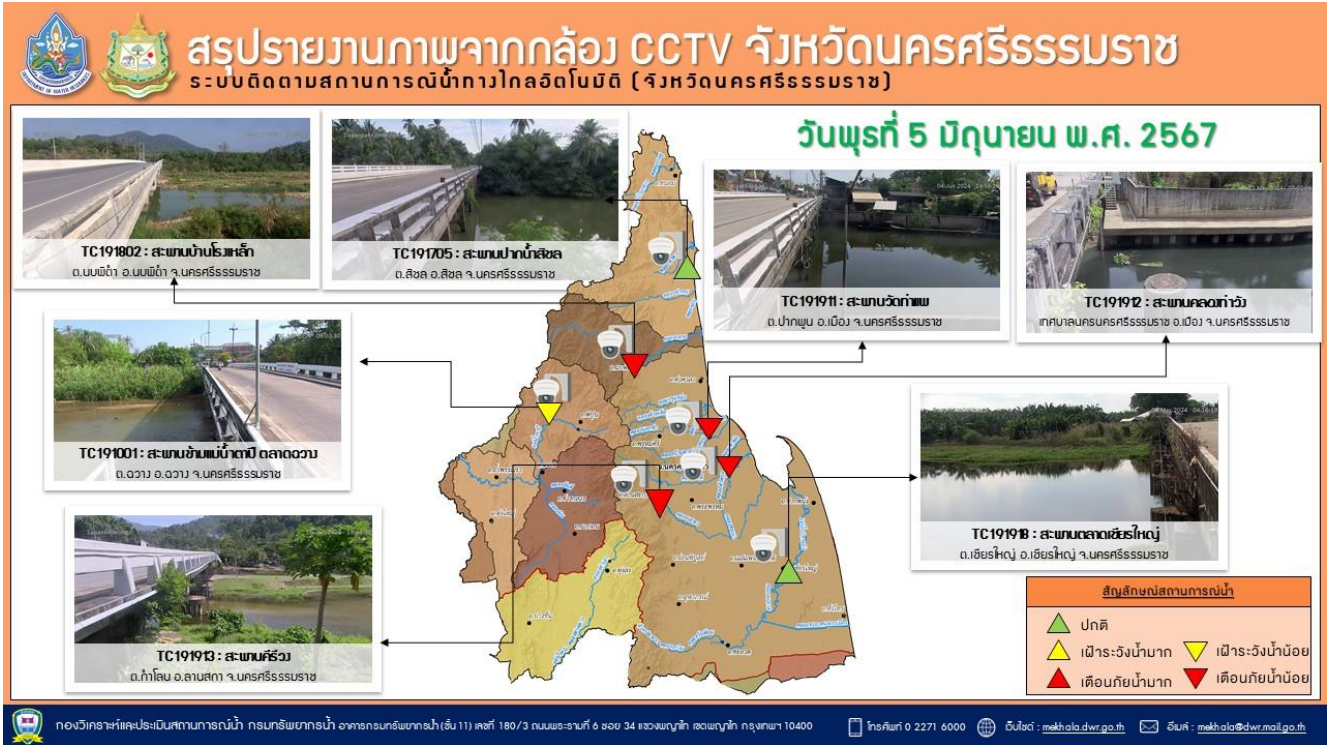 สรุปรายงานภาพจากกล้อง CCTV จังหวัดนครศรีธรรมราช
ระบบติดตามสถานการณ์น้ำทางไกลอัตโนมัติ (จังหวัดนครศรีธรรมราช)
วันพุธที่ 5 มิถุนายน พ.ศ. 2567
TC191802 : สะพานบ้านโรงเหล็ก
ต.นบพิตำ อ.นบพิตำ จ.นครศรีธรรมราช
TC191705 : สะพานปากน้ำสิชล
ต.สิชล อ.สิชล จ.นครศรีธรรมราช
TC191911 : สะพานวัดท่าแพ
ต.ปากพูน อ.เมือง จ.นครศรีธรรมราช
TC191912 : สะพานคลองท่าวัง
เทศบาลนครนครศรีธรรมราช อ.เมือง จ.นครศรีธรรมราช
TC191001 : สะพานข้ามแม่น้ำตาปี ตลาดฉวาง
ต.ฉวาง อ.ฉวาง จ.นครศรีธรรมราช
TC191918 : สะพานตลาดเชียรใหญ่
ต.เชียรใหญ่ อ.เชียรใหญ่ จ.นครศรีธรรมราช
TC191913 : สะพานคีรีวง
ต.กำโลน อ.ลานสกา จ.นครศรีธรรมราช
สัญลักษณ์สถานการณ์น้ำ
ปกติ
เฝ้าระวังน้ำมาก
เฝ้าระวังน้ำน้อย
เตือนภัยน้ำมาก
เตือนภัยน้ำน้อย
กองวิเคราะห์และประเมินสถานการณ์น้ำ กรมทรัพยากรน้ำ อาคารกรมทรัพยากรน้ำ (ชั้น 11) เลขที่ 180/3 ถนนพระรามที่ 6 ซอย 34 แขวงพญาไท เขตพญาไท กรุงเทพฯ 10400
โทรศัพท์ 0 2271 6000
เว็บไซต์ : mekhala.dwr.go.th
อีเมล์ : mekhala@dwr.mail.go.th